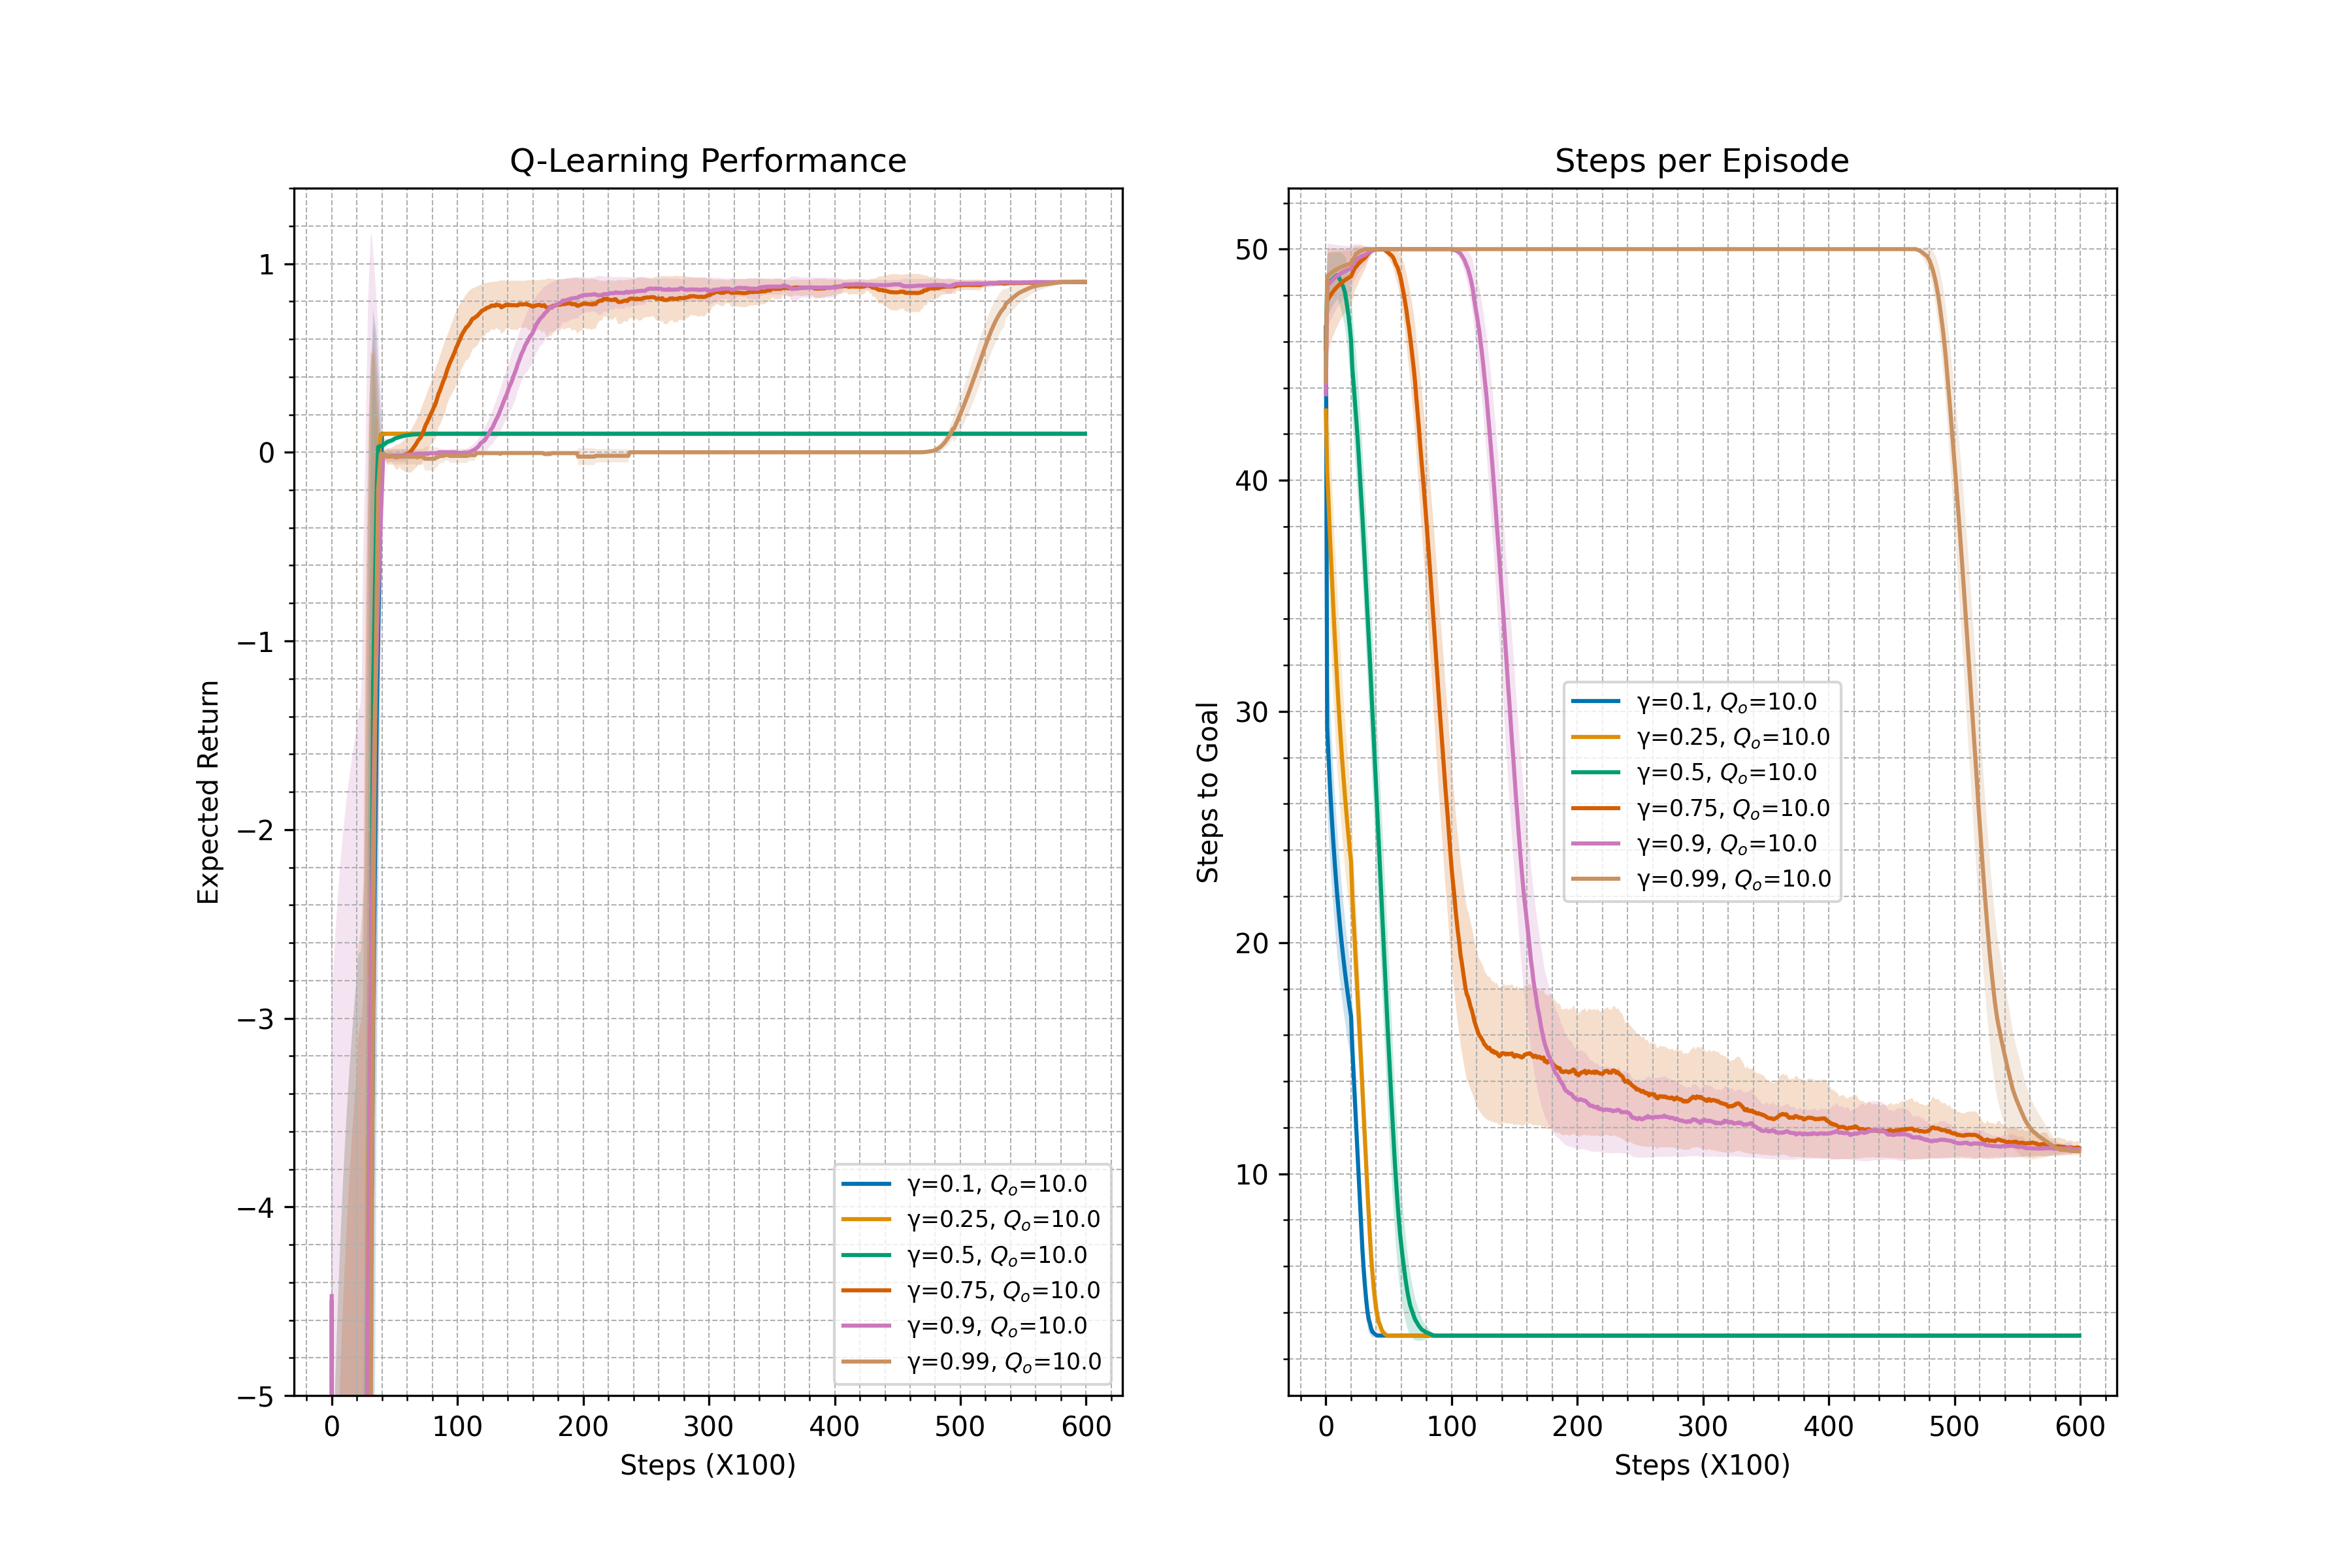 Q-Learning Performance
Expected Return
1
0
−1
−2
−3
−4
−5
0 100 200 300 400 500 600
Steps (X100)
γ=0.1, Qₒ=10.0
γ=0.25, Qₒ=10.0
γ=0.5, Qₒ=10.0
γ=0.75, Qₒ=10.0
γ=0.9, Qₒ=10.0
γ=0.99, Qₒ=10.0
Steps per Episode
Steps to Goal
50
40
30
20
10
0 100 200 300 400 500 600
Steps (X100)
γ=0.1, Qₒ=10.0
γ=0.25, Qₒ=10.0
γ=0.5, Qₒ=10.0
γ=0.75, Qₒ=10.0
γ=0.9, Qₒ=10.0
γ=0.99, Qₒ=10.0